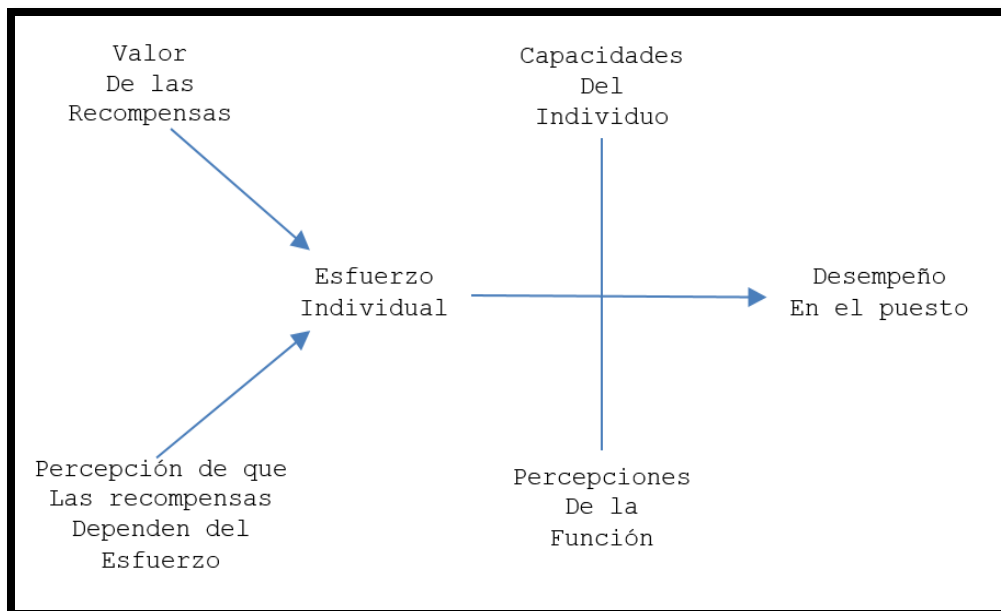 Valor
De las
Recompensas
Capacidades
Del
Individuo
Esfuerzo
Individual
Desempeño
En el puesto
Percepción de que
Las recompensas
Dependen del
Esfuerzo
Percepciones
De la
Función